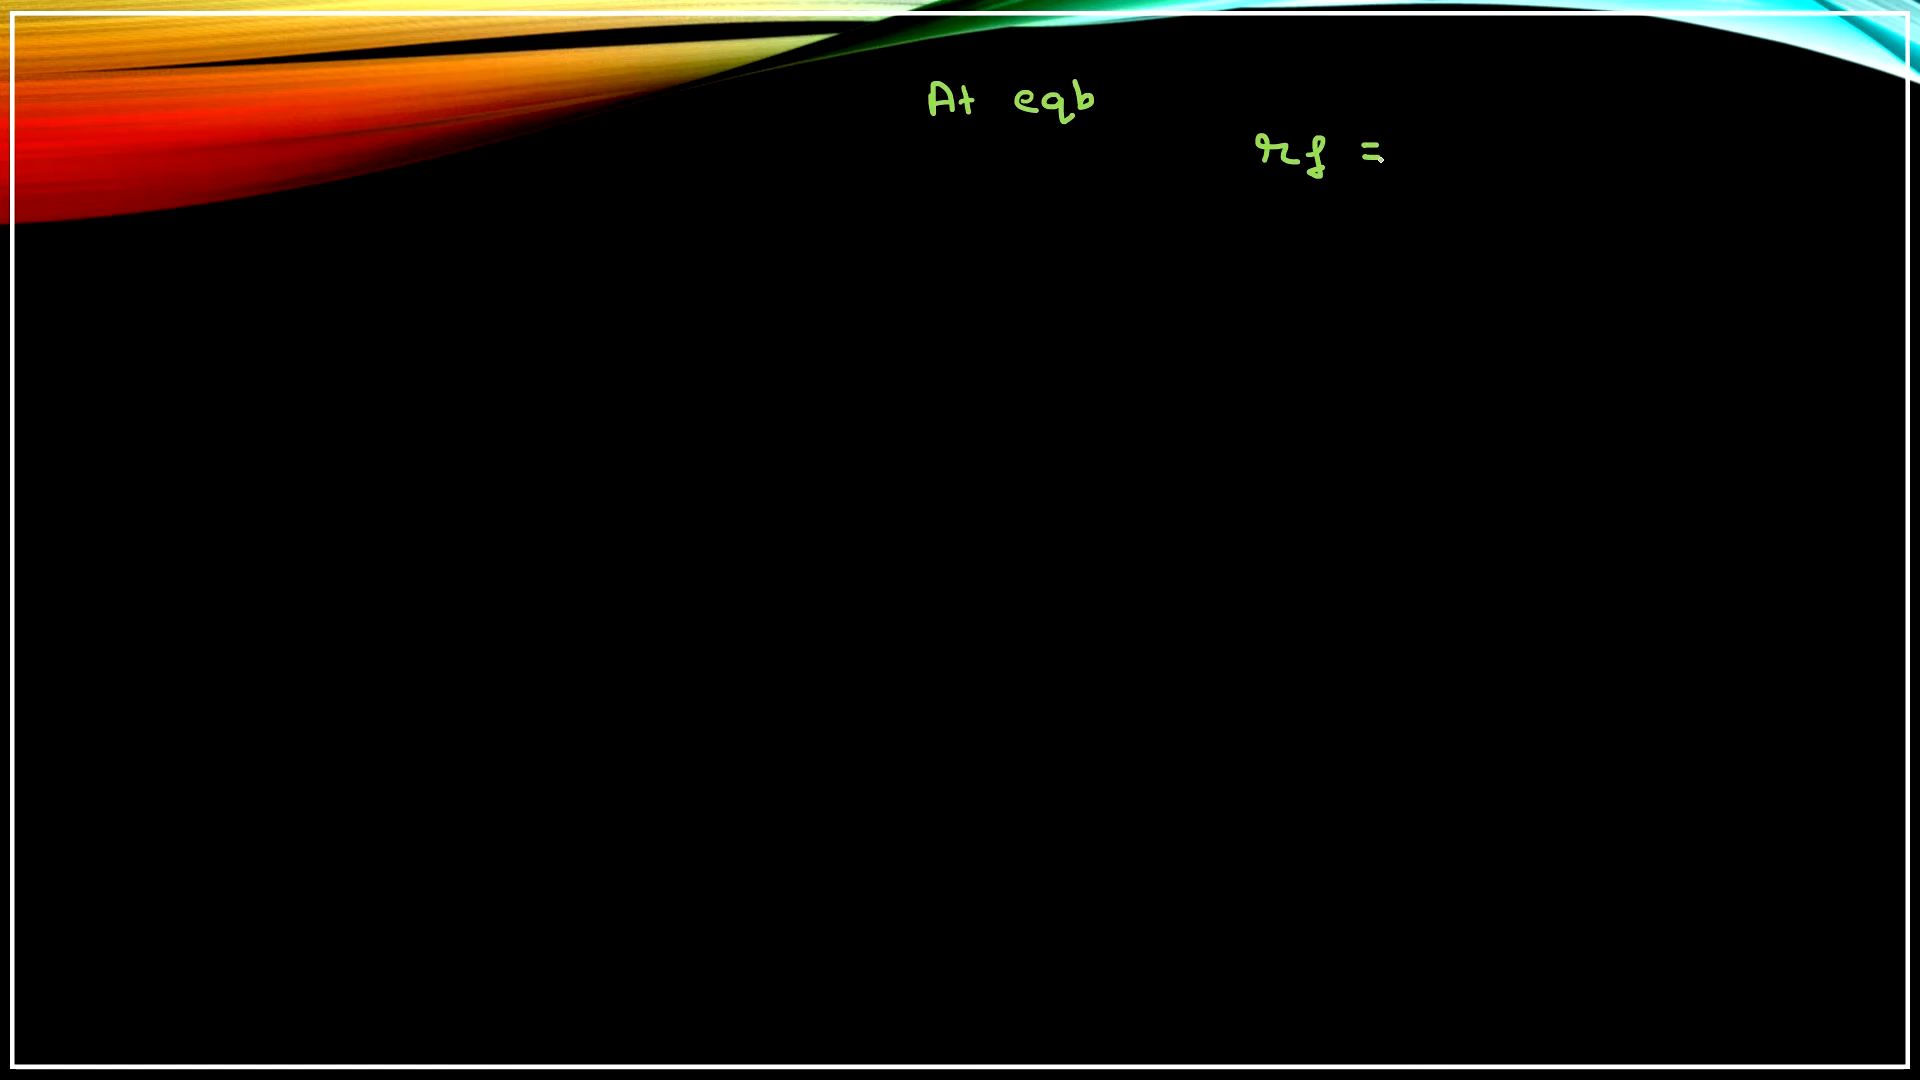 At eqb
rf =